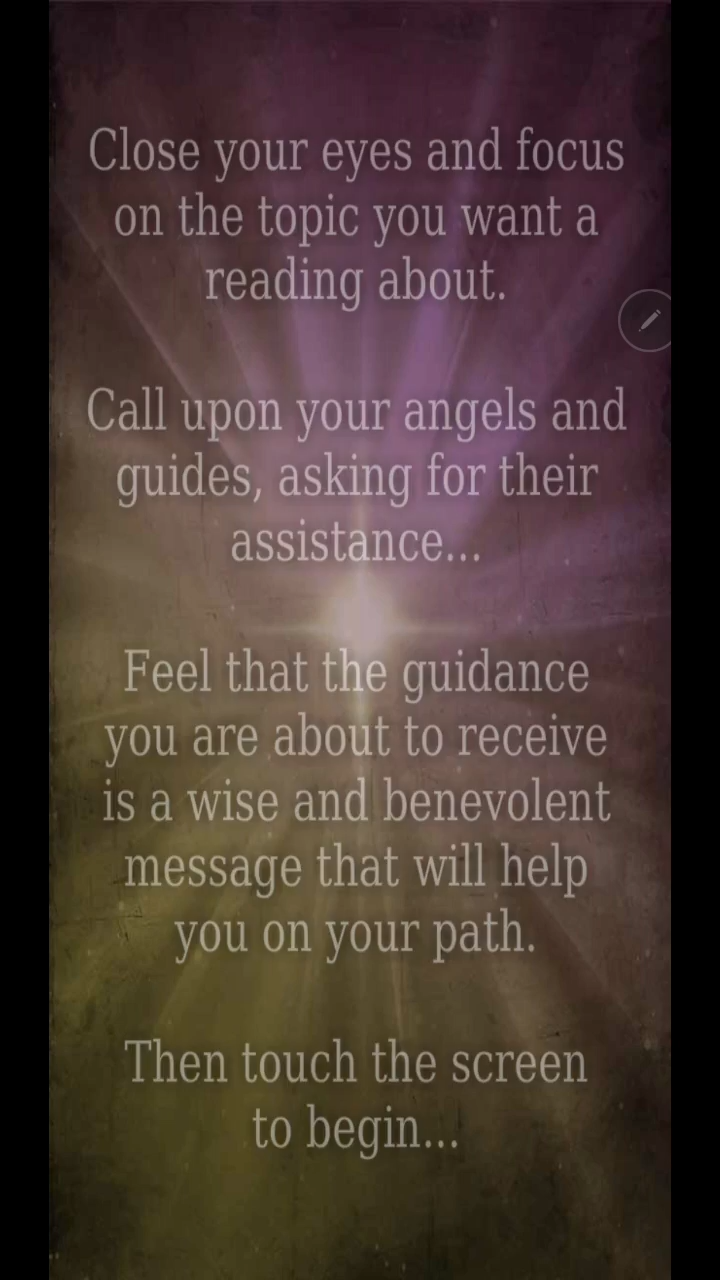 Close your eyes and focus
on the topic you want a
reading about.
Call upon your angels and
guides, asking for their
assistance...
Feel that the guidance
you are about to receive
is a wise and benevolent
message that will help
you on your path.
Then touch the screen
to begin...